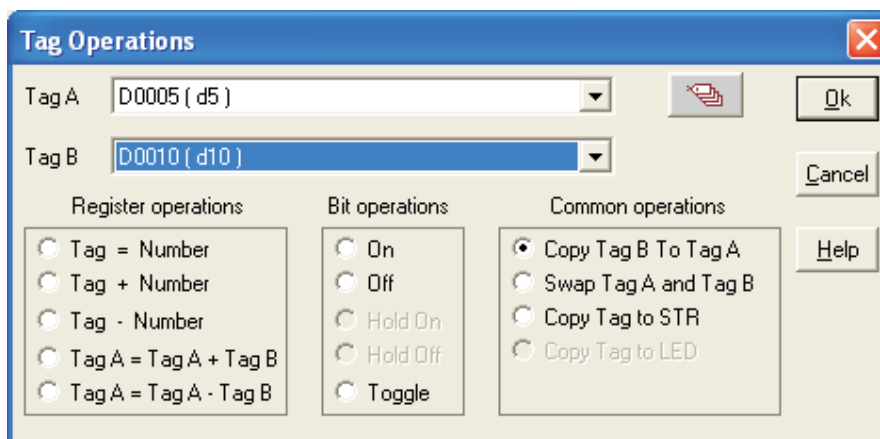 Tag Operations
Tag A D0005 ( d5 ) Ok
Tag B D0010 ( d10 ) Cancel
Register operations Bit operations Common operations
Tag = Number On Copy Tag B To Tag A Help
Tag + Number Off Swap Tag A and Tag B
Tag - Number Hold On Copy Tag to STR
Tag A = Tag A + Tag B Hold Off Copy Tag to LED
Tag A = Tag A - Tag B Toggle